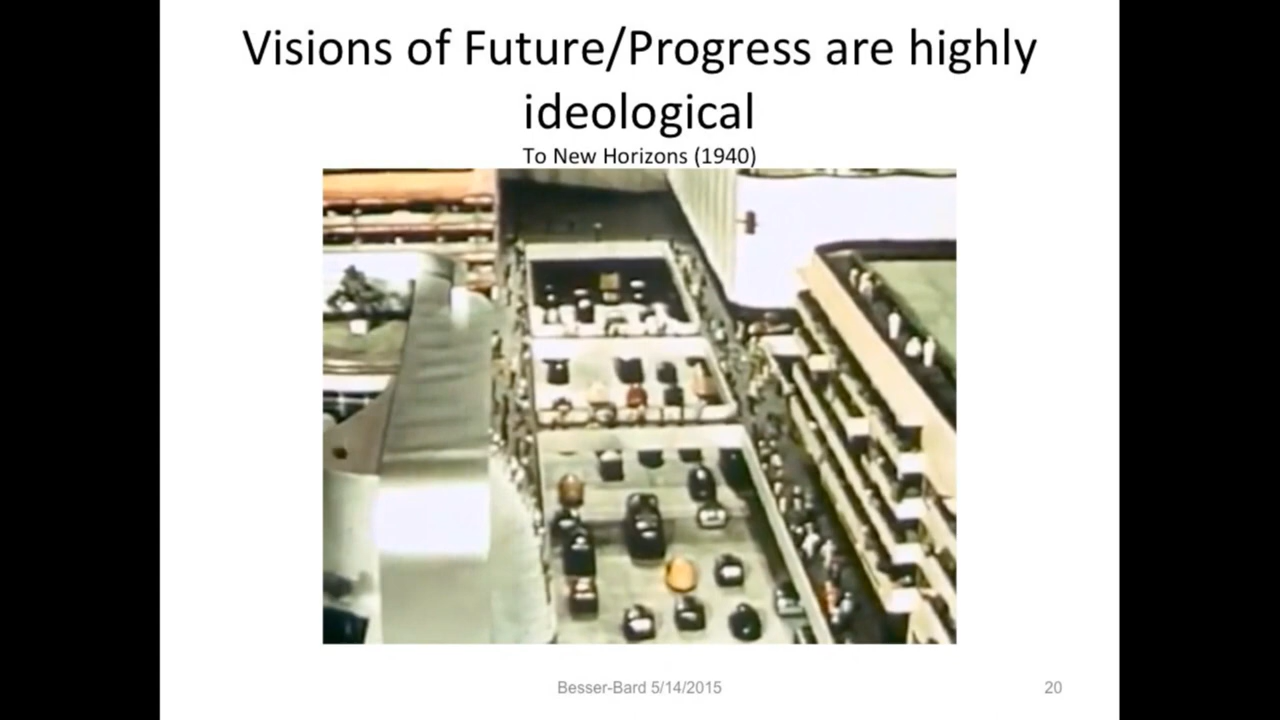 Visions of Future/Progress are highly
ideological
To New Horizons (1940)
Besser-Bard 5/14/2015
20